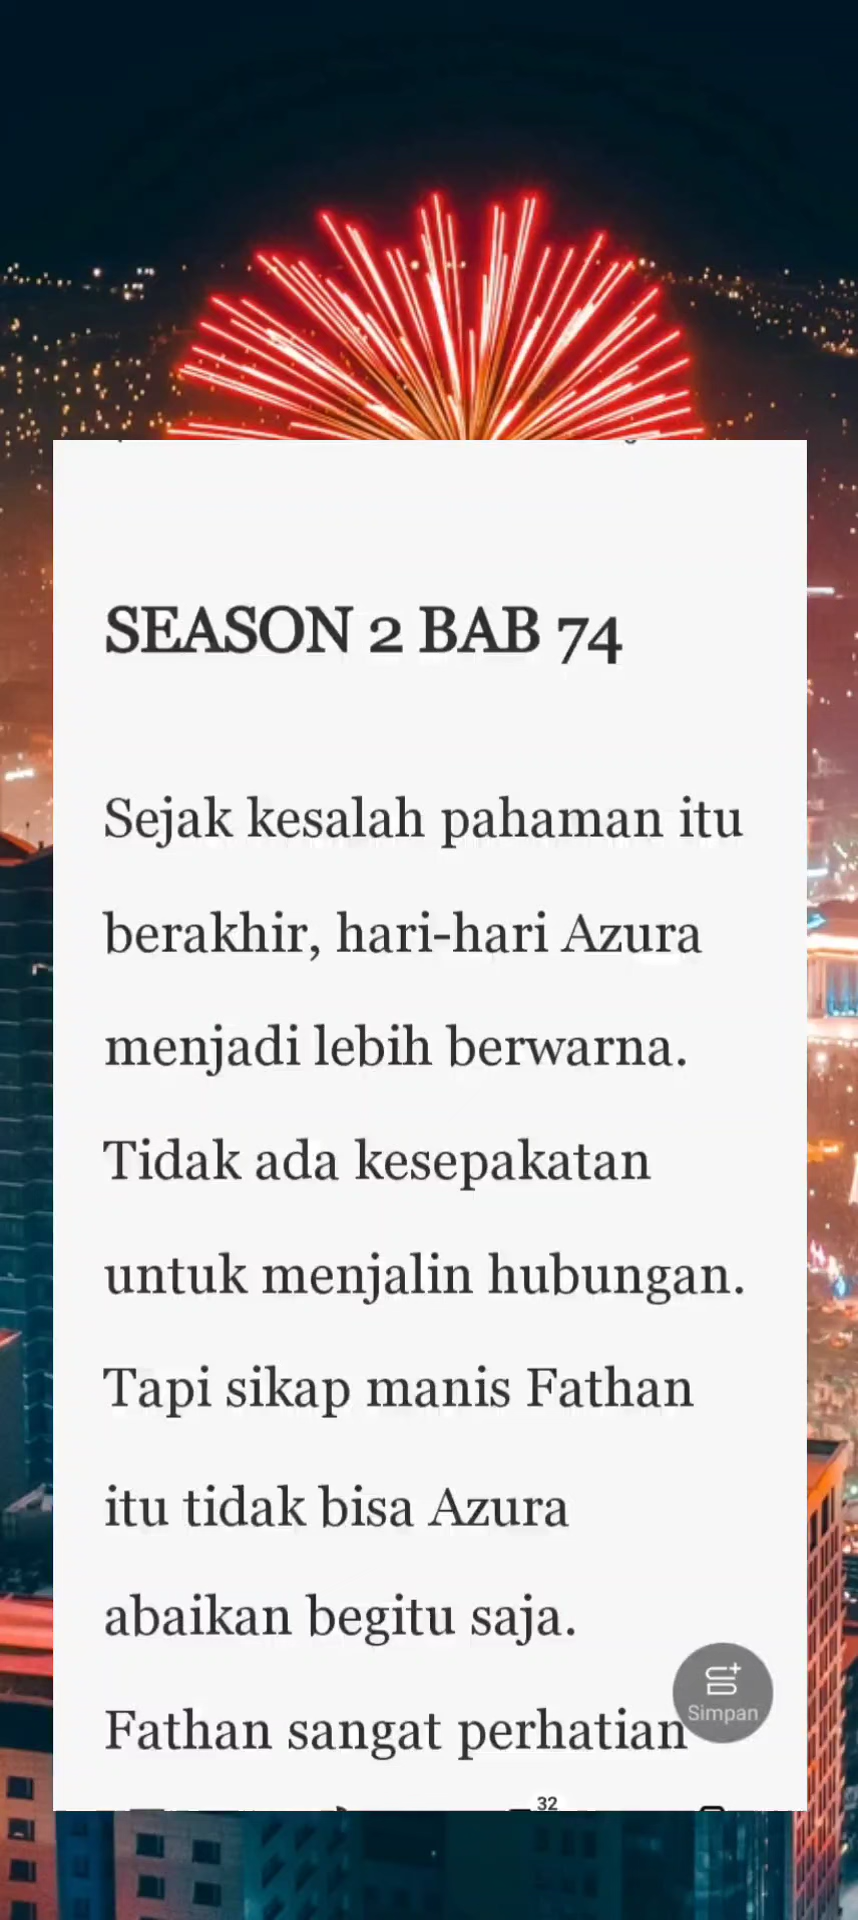 SEASON 2 BAB 74
Sejak kesalah pahaman itu
berakhir, hari-hari Azura
menjadi lebih berwarna.
Tidak ada kesepakatan
untuk menjalin hubungan.
Tapi sikap manis Fathan
itu tidak bisa Azura
abaikan begitu saja.
Fathan sangat perhatian
Simpan
32